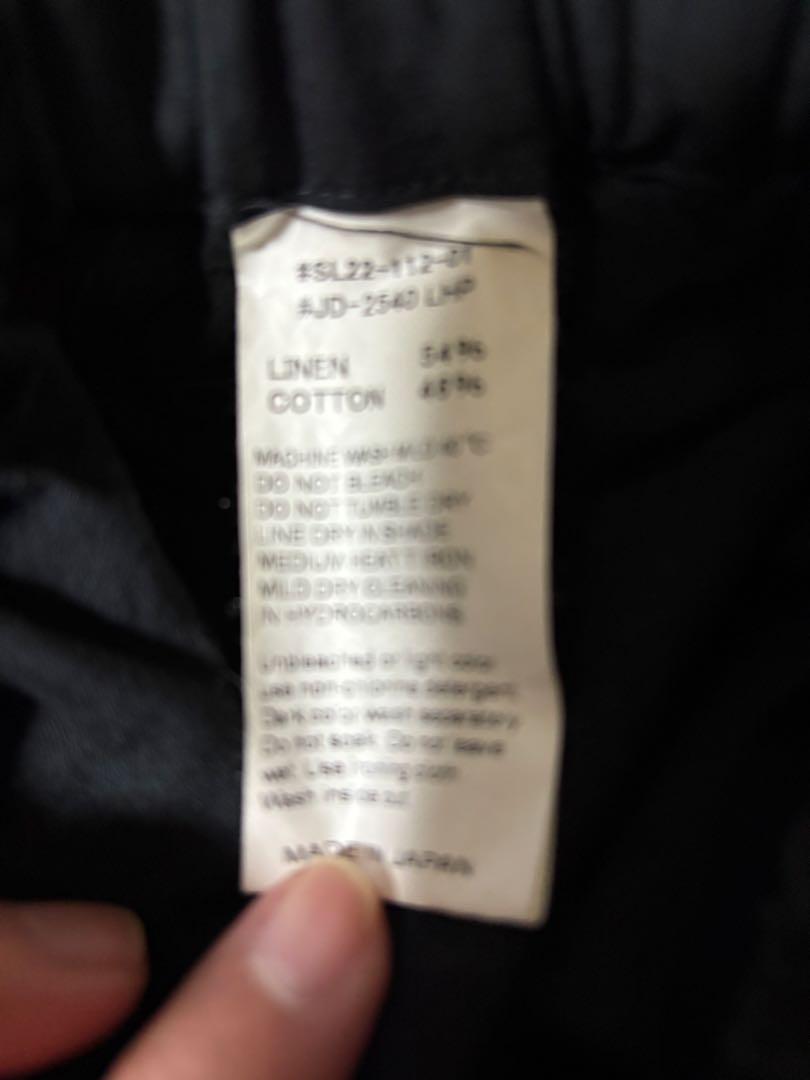 #SL22-112-01
#JD-2540 LHP
LINEN 54%
COTTON 46%
MACHINE WASH MILD 40°C
DO NOT BLEACH
DO NOT TUMBLE DRY
LINE DRY IN SHADE
MEDIUM HEAT IRON
MILD DRY CLEANING
IN HYDROCARBONS
Unbleached or light color
use non-chlorine detergent.
Dark color wash separately.
Do not soak. Do not leave
wet. Use ironing
Wash inside out.
MADE IN JAPAN